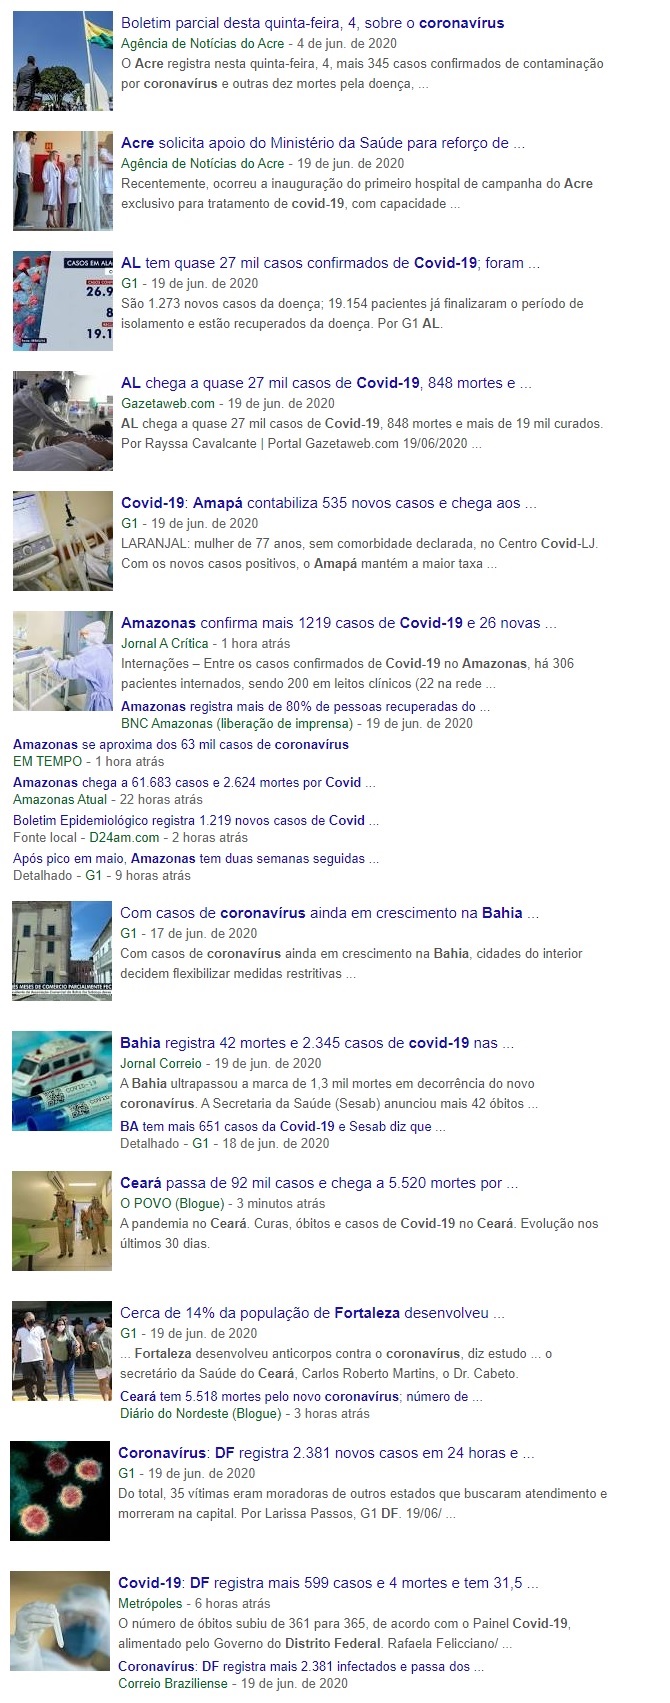 Boletim parcial desta quinta-feira, 4, sobre o coronavírus
Agência de Notícias do Acre - 4 de jun. de 2020
O Acre registra nesta quinta-feira, 4, mais 345 casos confirmados de contaminação
por coronavírus e outras dez mortes pela doença, ...
Acre solicita apoio do Ministério da Saúde para reforço de ...
Agência de Notícias do Acre - 19 de jun. de 2020
Recentemente, ocorreu a inauguração do primeiro hospital de campanha do Acre
exclusivo para tratamento de covid-19, com capacidade ...
CASOS EM ALA
26.9
8
19.1
AL tem quase 27 mil casos confirmados de Covid-19; foram ...
G1 - 19 de jun. de 2020
São 1.273 novos casos da doença; 19.154 pacientes já finalizaram o período de
isolamento e estão recuperados da doença. Por G1 AL.
AL chega a quase 27 mil casos de Covid-19, 848 mortes e ...
Gazetaweb.com - 19 de jun. de 2020
AL chega a quase 27 mil casos de Covid-19, 848 mortes e mais de 19 mil curados.
Por Rayssa Cavalcante | Portal Gazetaweb.com 19/06/2020 ...
Covid-19: Amapá contabiliza 535 novos casos e chega aos ...
G1 - 19 de jun. de 2020
LARANJAL: mulher de 77 anos, sem comorbidade declarada, no Centro Covid-LJ.
Com os novos casos positivos, o Amapá mantém a maior taxa ...
Amazonas confirma mais 1219 casos de Covid-19 e 26 novas ...
Jornal A Crítica - 1 hora atrás
Internações – Entre os casos confirmados de Covid-19 no Amazonas, há 306
pacientes internados, sendo 200 em leitos clínicos (22 na rede ...
Amazonas registra mais de 80% de pessoas recuperadas do ...
BNC Amazonas (liberação de imprensa) - 19 de jun. de 2020
Amazonas se aproxima dos 63 mil casos de coronavírus
EM TEMPO - 1 hora atrás
Amazonas chega a 61.683 casos e 2.624 mortes por Covid ...
Amazonas Atual - 22 horas atrás
Boletim Epidemiológico registra 1.219 novos casos de Covid ...
Fonte local - D24am.com - 2 horas atrás
Após pico em maio, Amazonas tem duas semanas seguidas ...
Detalhado - G1 - 9 horas atrás
ÊS MESES DE COMÉRCIO PARCIALMENTE FEC
Com casos de coronavírus ainda em crescimento na Bahia ...
G1 - 17 de jun. de 2020
Com casos de coronavírus ainda em crescimento na Bahia, cidades do interior
decidem flexibilizar medidas restritivas ...
COVID-19
COVID-19
Bahia registra 42 mortes e 2.345 casos de covid-19 nas ...
Jornal Correio - 19 de jun. de 2020
A Bahia ultrapassou a marca de 1,3 mil mortes em decorrência do novo
coronavírus. A Secretaria da Saúde (Sesab) anunciou mais 42 óbitos ...
BA tem mais 651 casos da Covid-19 e Sesab diz que ...
Detalhado - G1 - 18 de jun. de 2020
Ceará passa de 92 mil casos e chega a 5.520 mortes por ...
O POVO (Blogue) - 3 minutos atrás
A pandemia no Ceará. Curas, óbitos e casos de Covid-19 no Ceará. Evolução nos
últimos 30 dias.
Cerca de 14% da população de Fortaleza desenvolveu ...
G1 - 19 de jun. de 2020
... Fortaleza desenvolveu anticorpos contra o coronavírus, diz estudo ... o
secretário da Saúde do Ceará, Carlos Roberto Martins, o Dr. Cabeto.
Ceará tem 5.518 mortes pelo novo coronavírus; número de ...
Diário do Nordeste (Blogue) - 3 horas atrás
Coronavírus: DF registra 2.381 novos casos em 24 horas e ...
G1 - 19 de jun. de 2020
Do total, 35 vítimas eram moradoras de outros estados que buscaram atendimento e
morreram na capital. Por Larissa Passos, G1 DF. 19/06/ ...
Covid-19: DF registra mais 599 casos e 4 mortes e tem 31,5 ...
Metrópoles - 6 horas atrás
O número de óbitos subiu de 361 para 365, de acordo com o Painel Covid-19,
alimentado pelo Governo do Distrito Federal. Rafaela Felicciano/ ...
Coronavírus: DF registra mais 2.381 infectados e passa dos ...
Correio Braziliense - 19 de jun. de 2020